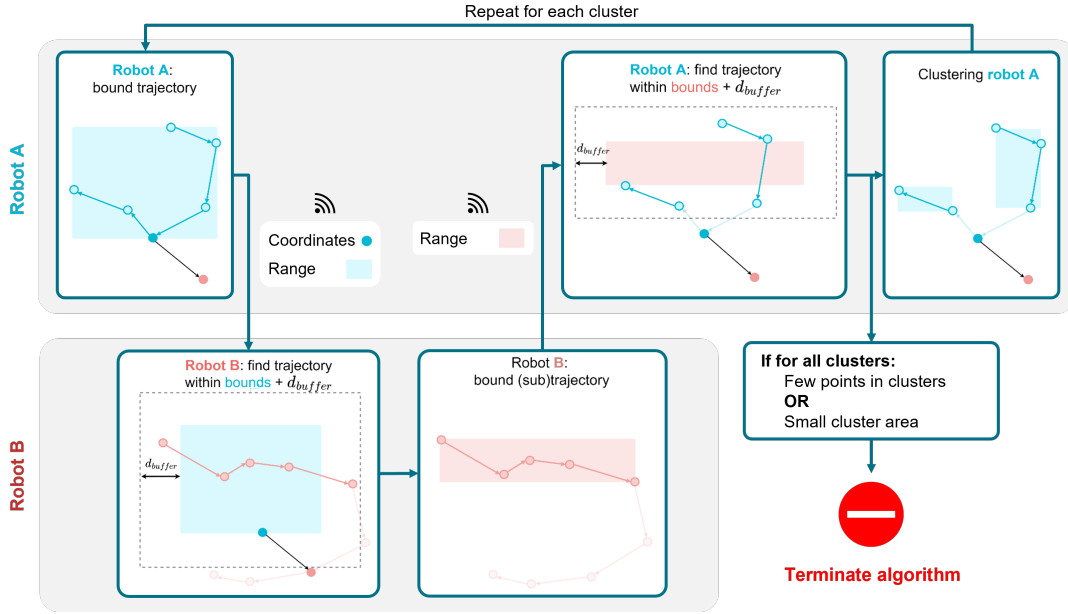 Repeat for each cluster
Robot A
Robot A:
bound trajectory
Coordinates
Range
Range
Robot A: find trajectory
within bounds + d_buffer
d_buffer
Clustering robot A
Robot B
Robot B: find trajectory
within bounds + d_buffer
d_buffer
Robot B:
bound (sub)trajectory
If for all clusters:
Few points in clusters
OR
Small cluster area
Terminate algorithm